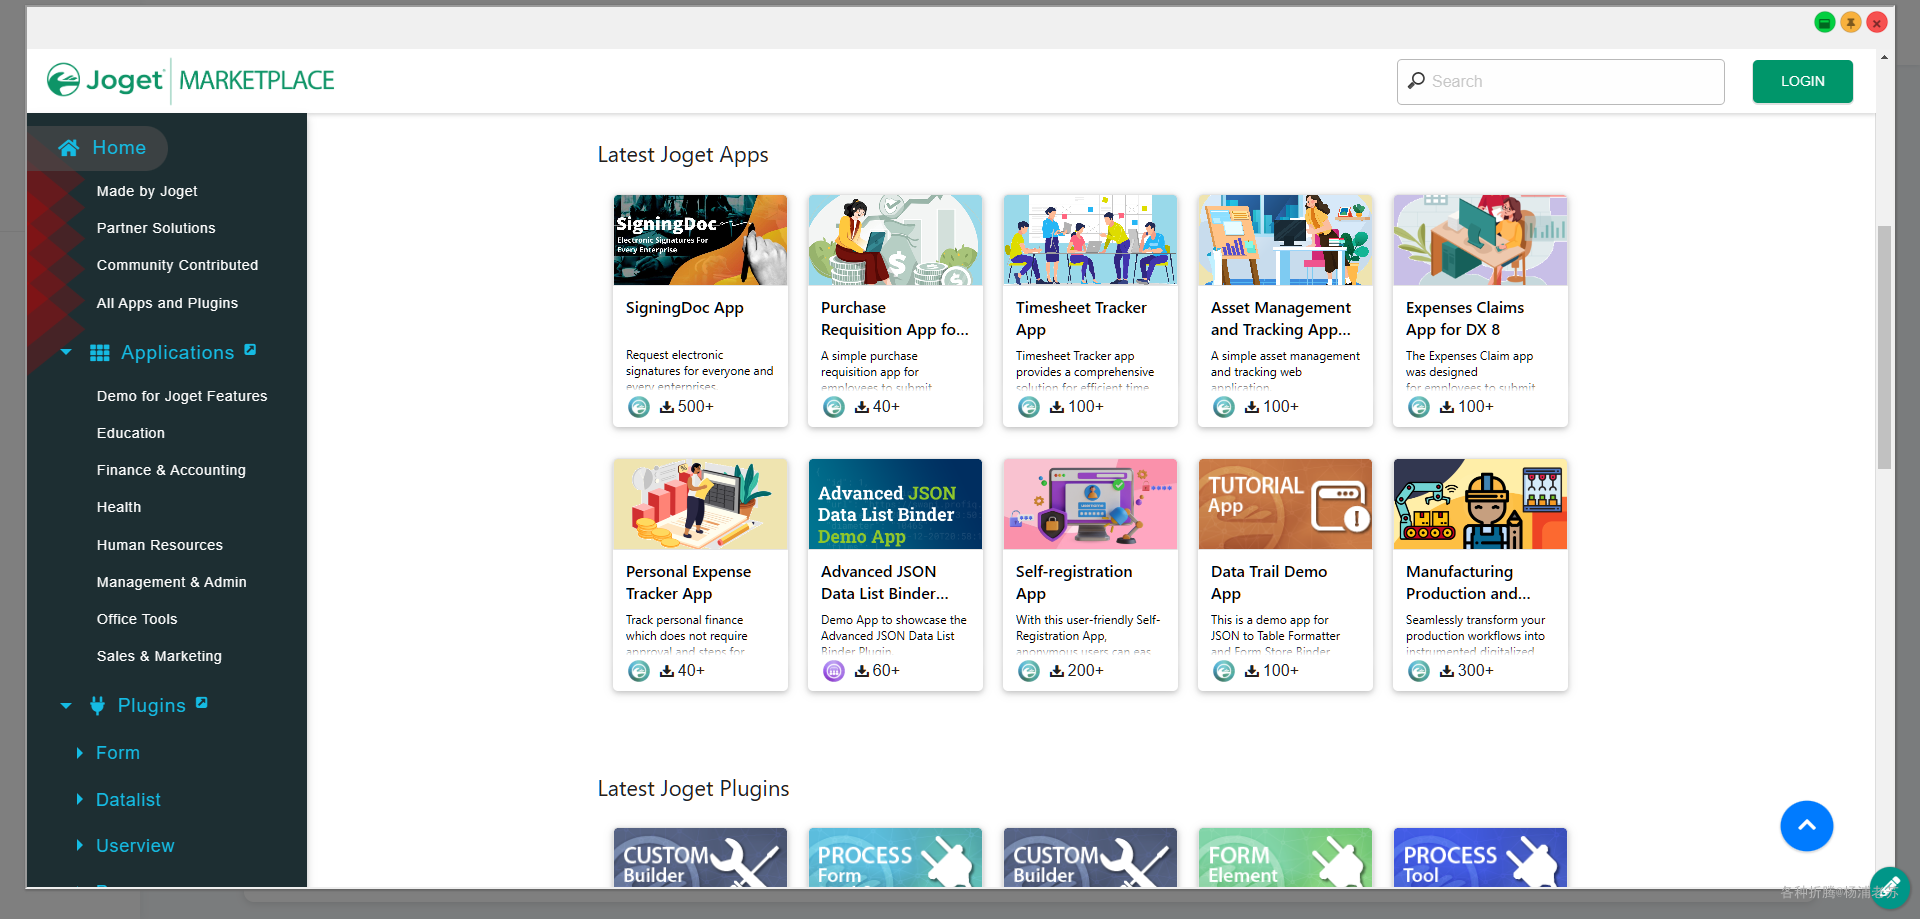 Joget MARKETPLACE
Search
LOGIN
Home
Made by Joget
Partner Solutions
Community Contributed
All Apps and Plugins
Applications
Demo for Joget Features
Education
Finance & Accounting
Health
Human Resources
Management & Admin
Office Tools
Sales & Marketing
Plugins
Form
Datalist
Userview
Latest Joget Apps
SigningDoc
Electronic Signatures For
Every Enterprise
SigningDoc App
Request electronic
signatures for everyone and
every enterprises.
500+
Purchase
Requisition App fo...
A simple purchase
requisition app for
employees to submit
40+
Timesheet Tracker
App
Timesheet Tracker app
provides a comprehensive
solution for efficient time
100+
Asset Management
and Tracking App...
A simple asset management
and tracking web
application.
100+
Expenses Claims
App for DX 8
The Expenses Claim app
was designed
for employees to submit
100+
Personal Expense
Tracker App
Track personal finance
which does not require
approval and steps for
40+
Advanced JSON
Data List Binder
Demo App
Advanced JSON
Data List Binder...
Demo App to showcase the
Advanced JSON Data List
Binder Plugin
60+
Self-registration
App
With this user-friendly Self-
Registration App,
anonymous users can eas
200+
TUTORIAL
App
Data Trail Demo
App
This is a demo app for
JSON to Table Formatter
and Form Store Binder
100+
Manufacturing
Production and...
Seamlessly transform your
production workflows into
instrumented digitalized
300+
Latest Joget Plugins
CUSTOM
Builder
PROCESS
Form
CUSTOM
Builder
FORM
Element
PROCESS
Tool
各种折腾@杨浦老苏